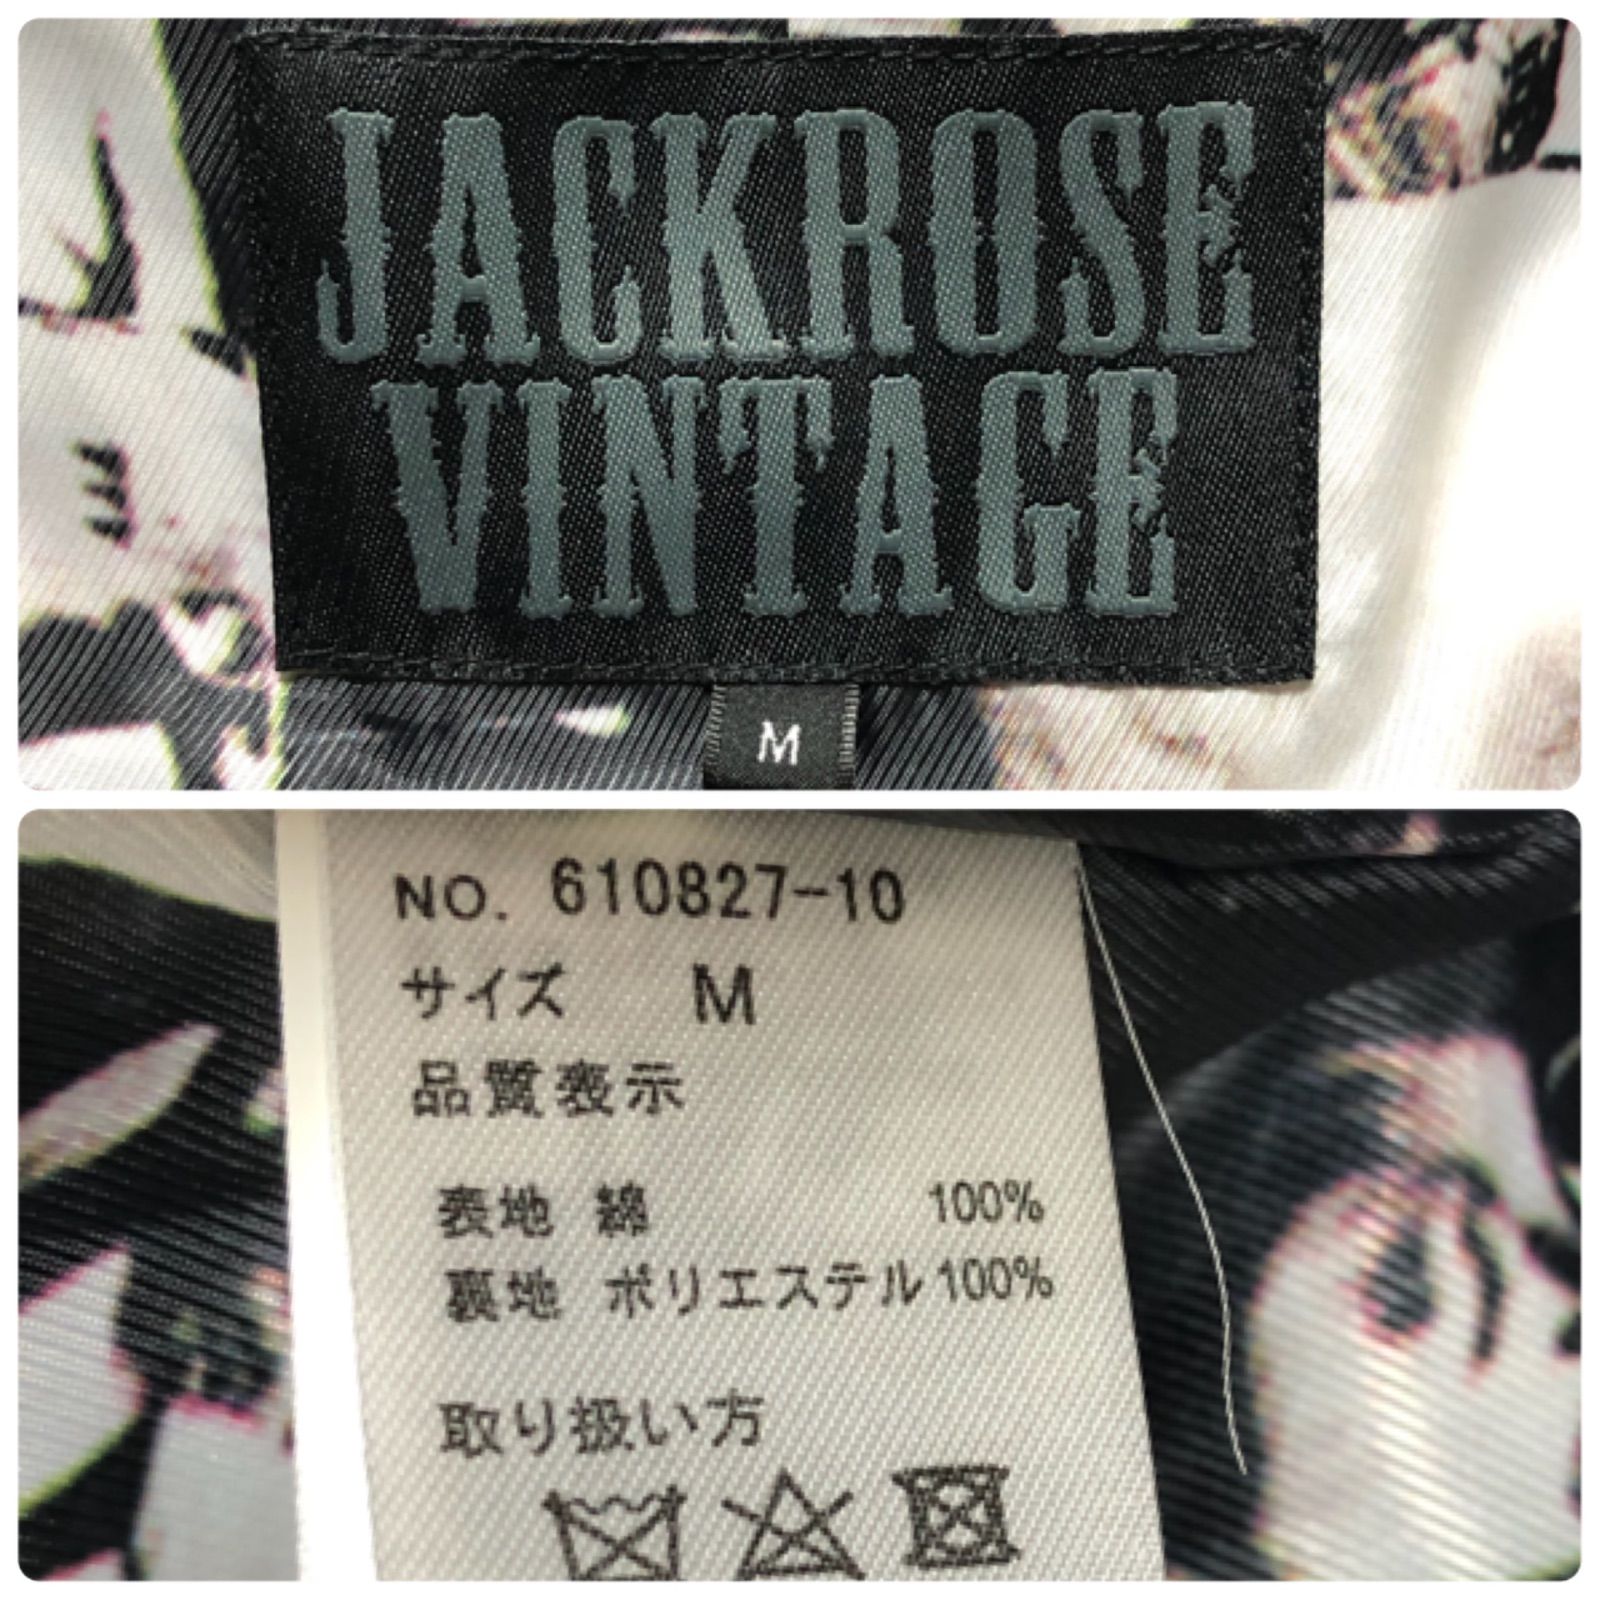 JACKROSE
VINTAGE
M
NO. 610827-10
サイズ M
品質表示
表地 綿 100%
裏地 ポリエステル 100%
取り扱い方